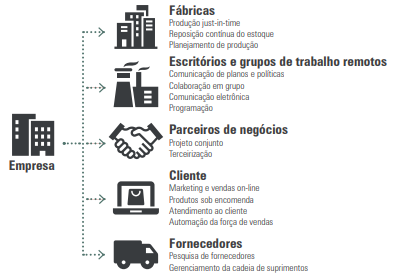 Fábricas
Produção just-in-time
Reposição contínua do estoque
Planejamento de produção
Escritórios e grupos de trabalho remotos
Comunicação de planos e políticas
Colaboração em grupo
Comunicação eletrônica
Programação
Empresa
Parceiros de negócios
Projeto conjunto
Terceirização
Cliente
Marketing e vendas on-line
Produtos sob encomenda
Atendimento ao cliente
Automação da força de vendas
Fornecedores
Pesquisa de fornecedores
Gerenciamento da cadeia de suprimentos